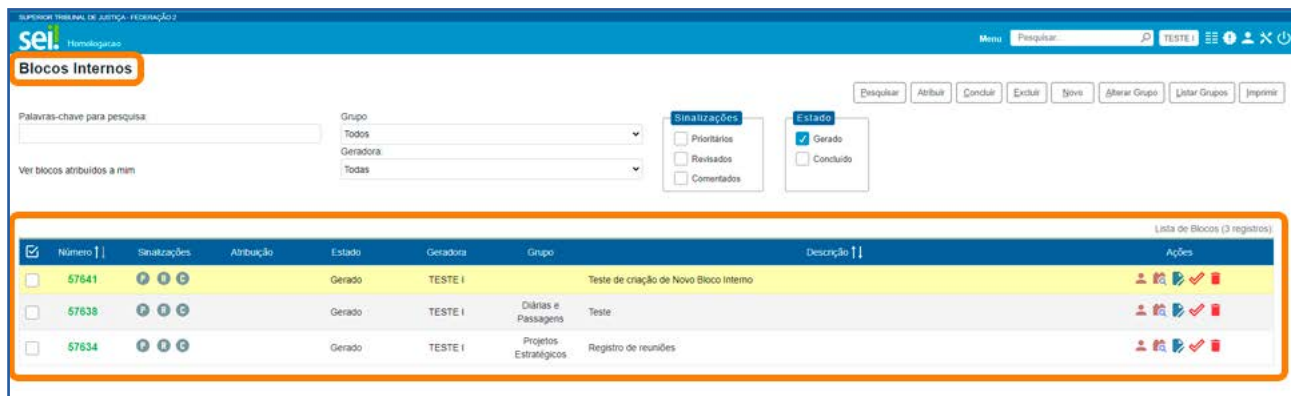 SUPERIOR TRIBUNAL DE JUSTIÇA - FEDERAÇÃO 2
sei! Homologacao
Menu Pesquisar... TESTE I
Blocos Internos
Pesquisar Atribuir Concluir Excluir Novo Alterar Grupo Listar Grupos Imprimir
Palavras-chave para pesquisa: Grupo Sinalizações Estado
Todos Prioritários Gerado
Geradora: Revisados Concluído
Ver blocos atribuídos a mim Todas Comentados
Lista de Blocos (3 registros):
Número Sinalizações Atribuição Estado Geradora Grupo Descrição Ações
57641 P R C Gerado TESTE I Teste de criação de Novo Bloco Interno
57638 P R C Gerado TESTE I Diárias e Passagens Teste
57634 P R C Gerado TESTE I Projetos Estratégicos Registro de reuniões